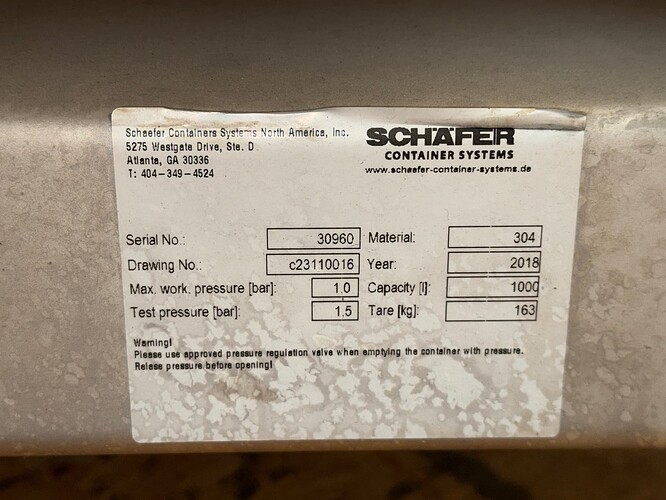 Schaefer Containers Systems North America, Inc.
5275 Westgate Drive, Ste. D
Atlanta, GA 30336
T: 404-349-4524
SCHÄFER
CONTAINER SYSTEMS
www.schaefer-container-systems.de
Serial No.: 30960 Material: 304
Drawing No.: c23110016 Year: 2018
Max. work. pressure [bar]: 1.0 Capacity [l]: 1000
Test pressure [bar]: 1.5 Tare [kg]: 163
Warning!
Please use approved pressure regulation valve when emptying the container with pressure.
Relese pressure before opening!